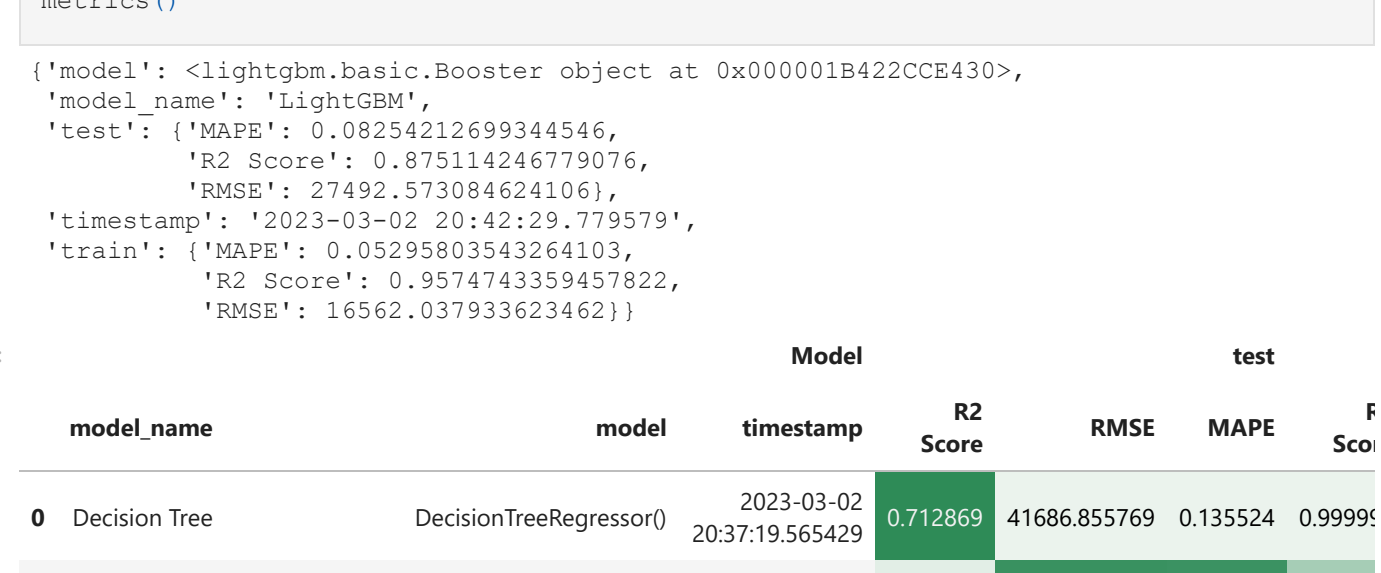 metrics()
{'model': <lightgbm.basic.Booster object at 0x000001B422CCE430>,
'model_name': 'LightGBM',
'test': {'MAPE': 0.08254212699344546,
'R2 Score': 0.875114246779076,
'RMSE': 27492.573084624106},
'timestamp': '2023-03-02 20:42:29.779579',
'train': {'MAPE': 0.05295803543264103,
'R2 Score': 0.9574743359457822,
'RMSE': 16562.037933623462}}
Model test
model_name model timestamp R2 Score RMSE MAPE
0 Decision Tree DecisionTreeRegressor() 2023-03-02 20:37:19.565429 0.712869 41686.855769 0.135524 0.99999